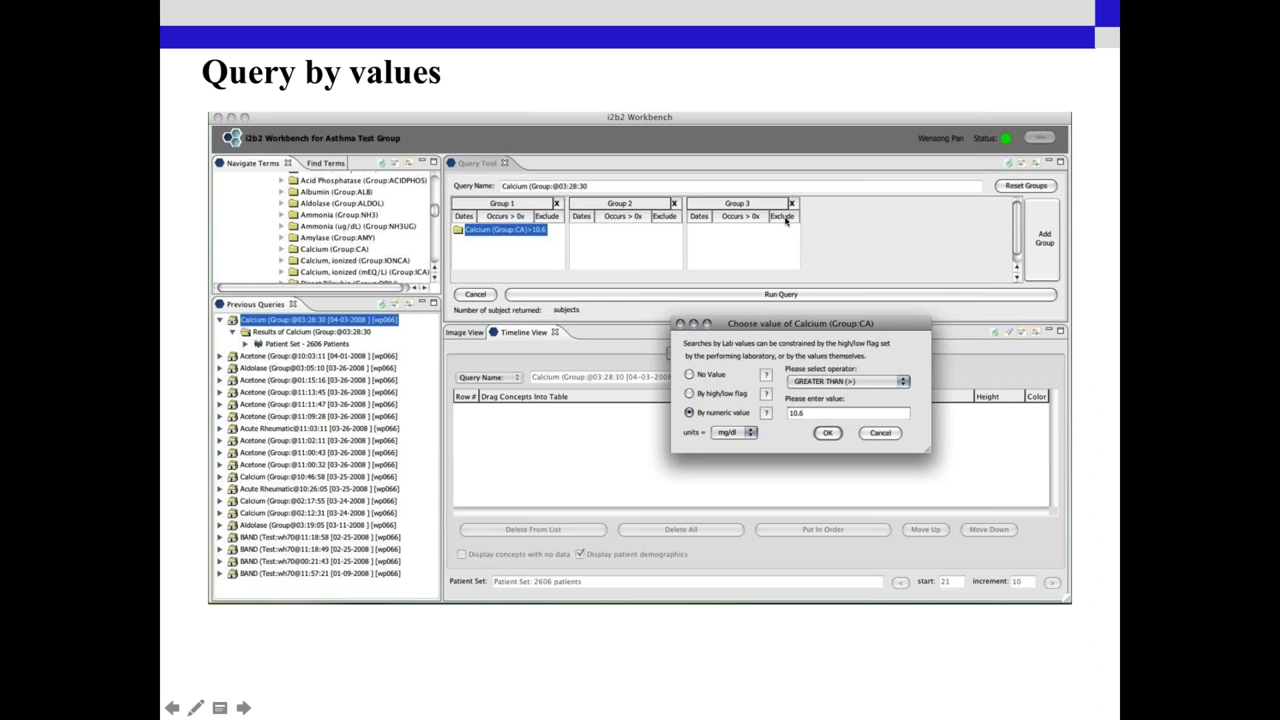 Query by values
i2b2 Workbench
i2b2 Workbench for Asthma Test Group
Wensong Pan Status:
Navigate Terms Find Terms
Acid Phosphatase (Group:ACIDPHOS)
Albumin (Group:ALB)
Aldolase (Group:ALDOL)
Ammonia (Group:NH3)
Ammonia (ug/dL) (Group:NH3UG)
Amylase (Group:AMY)
Calcium (Group:CA)
Calcium, ionized (Group:IONCA)
Calcium, ionized (mEQ/L) (Group:ICA)
Query Tool
Query Name: Calcium (Group:@03:28:30 Reset Groups
Group 1 X Group 2 X Group 3 X
Dates Occurs > 0x Exclude Dates Occurs > 0x Exclude Dates Occurs > 0x Exclude
Calcium (Group:CA)>10.6
Add
Group
Cancel Run Query
Number of subject returned: subjects
Previous Queries
Calcium (Group:@03:28:30 [04-03-2008 ] [wp066]
Results of Calcium (Group:@03:28:30
Patient Set - 2606 Patients
Acetone (Group:@10:03:11 [04-01-2008 ] [wp066]
Aldolase (Group@03:05:10 [03-26-2008 ] [wp066]
Acetone (Group:@01:15:16 [03-26-2008 ] [wp066]
Acetone (Group:@11:13:45 [03-26-2008 ] [wp066]
Acetone (Group:@11:11:47 [03-26-2008 ] [wp066]
Acetone (Group:@11:09:28 [03-26-2008 ] [wp066]
Acute Rheumatic@11:03:11 [03-26-2008 ] [wp066]
Acetone (Group:@11:02:11 [03-26-2008 ] [wp066]
Acetone (Group:@11:00:43 [03-26-2008 ] [wp066]
Acetone (Group:@11:00:32 [03-26-2008 ] [wp066]
Calcium (Group:@10:46:58 [03-25-2008 ] [wp066]
Acute Rheumatic@10:26:05 [03-25-2008 ] [wp066]
Calcium (Group:@02:17:55 [03-24-2008 ] [wp066]
Calcium (Group:@02:12:31 [03-24-2008 ] [wp066]
Aldolase (Group@03:19:05 [03-11-2008 ] [wp066]
BAND (Test:wh70@11:18:58 [02-25-2008 ] [wp066]
BAND (Test:wh70@11:18:49 [02-25-2008 ] [wp066]
BAND (Test:wh70@00:21:43 [01-25-2008 ] [wp066]
BAND (Test:wh70@11:57:21 [01-09-2008 ] [wp066]
Image View Timeline View
Query Name: Calcium (Group:@03:28:30 [04-03-2008
Row # Drag Concepts Into Table Height Color
Choose value of Calcium (Group:CA)
Searches by Lab values can be constrained by the high/low flag set
by the performing laboratory, or by the values themselves.
No Value ?
By high/low flag ?
By numeric value ?
units = mg/dl
Please select operator:
GREATER THAN (>)
Please enter value:
10.6
OK Cancel
Delete From List Delete All Put In Order Move Up Move Down
Display concepts with no data Display patient demographics
Patient Set: Patient Set: 2606 patients < start: 21 increment: 10 >